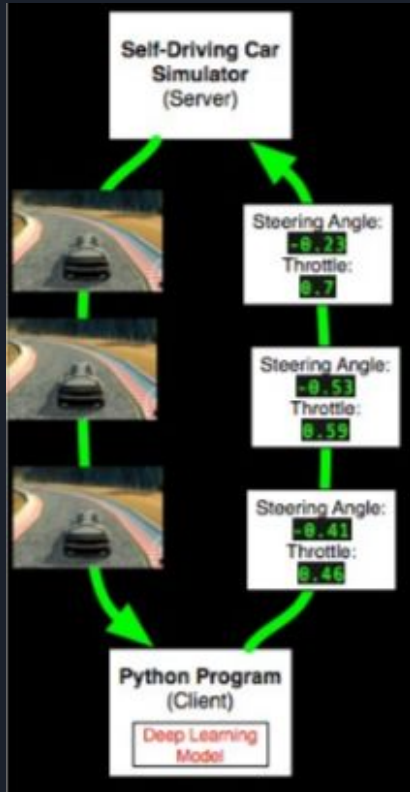 Self-Driving Car
Simulator
(Server)
Steering Angle:
-0.23
Throttle:
0.7
Steering Angle:
-0.53
Throttle:
0.59
Steering Angle:
-0.41
Throttle:
0.46
Python Program
(Client)
Deep Learning
Model